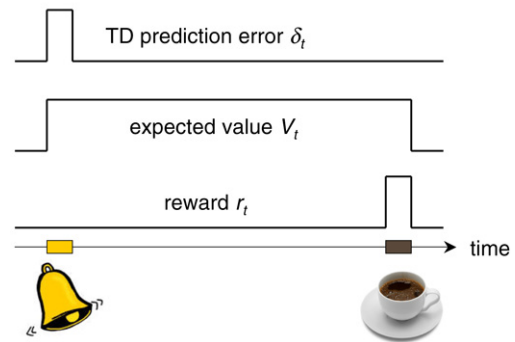 TD prediction error δₜ
expected value Vₜ
reward rₜ
time